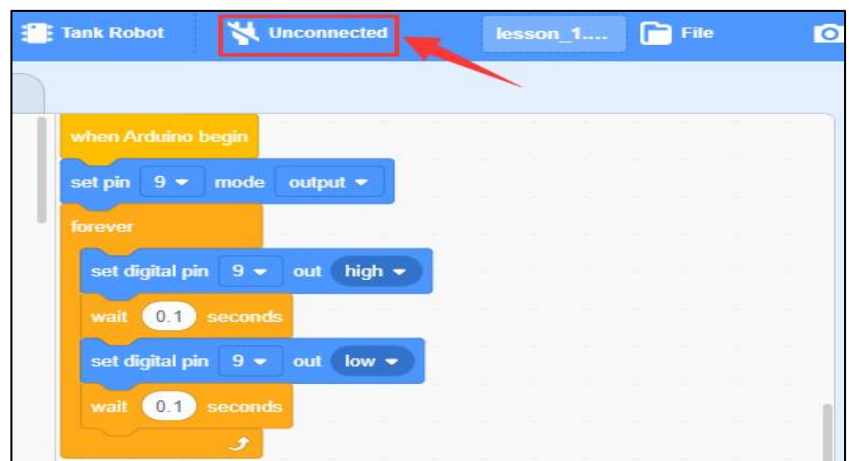 Tank Robot Unconnected lesson_1.... File
when Arduino begin
set pin 9 mode output
forever
set digital pin 9 out high
wait 0.1 seconds
set digital pin 9 out low
wait 0.1 seconds